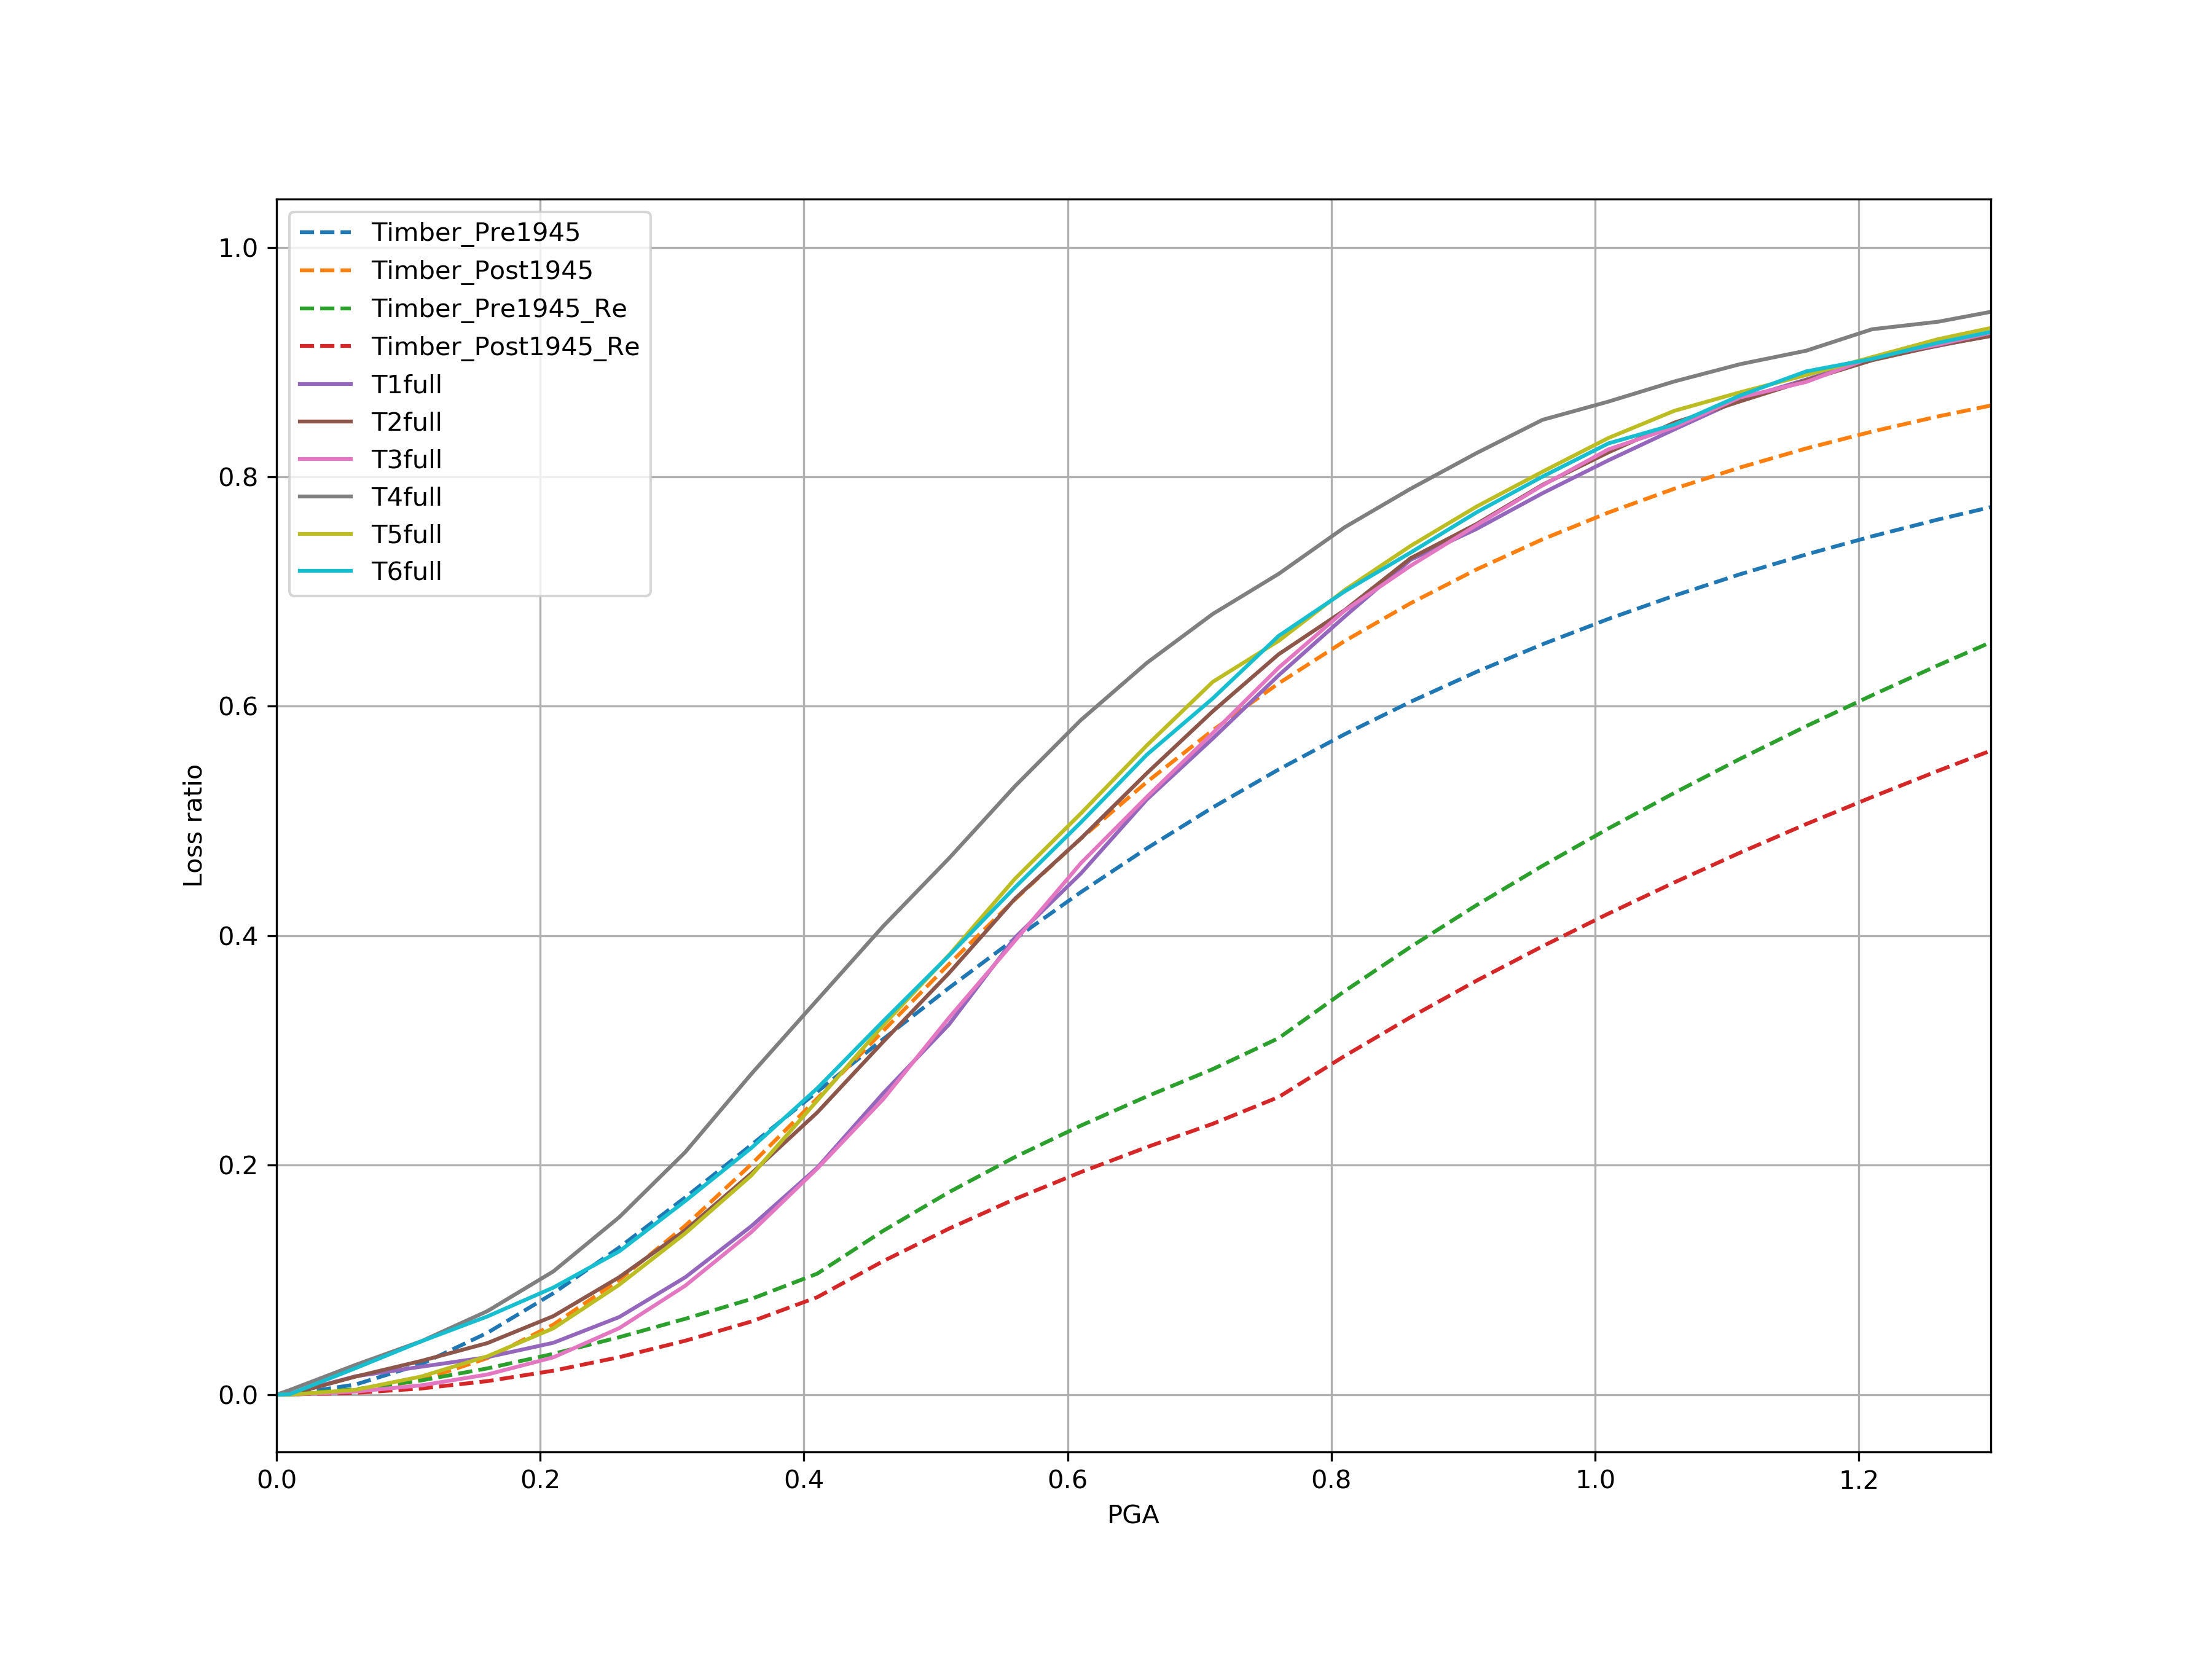 Timber_Pre1945
Timber_Post1945
Timber_Pre1945_Re
Timber_Post1945_Re
T1full
T2full
T3full
T4full
T5full
T6full
1.0
0.8
0.6
0.4
0.2
0.0
Loss ratio
0.0 0.2 0.4 0.6 0.8 1.0 1.2
PGA